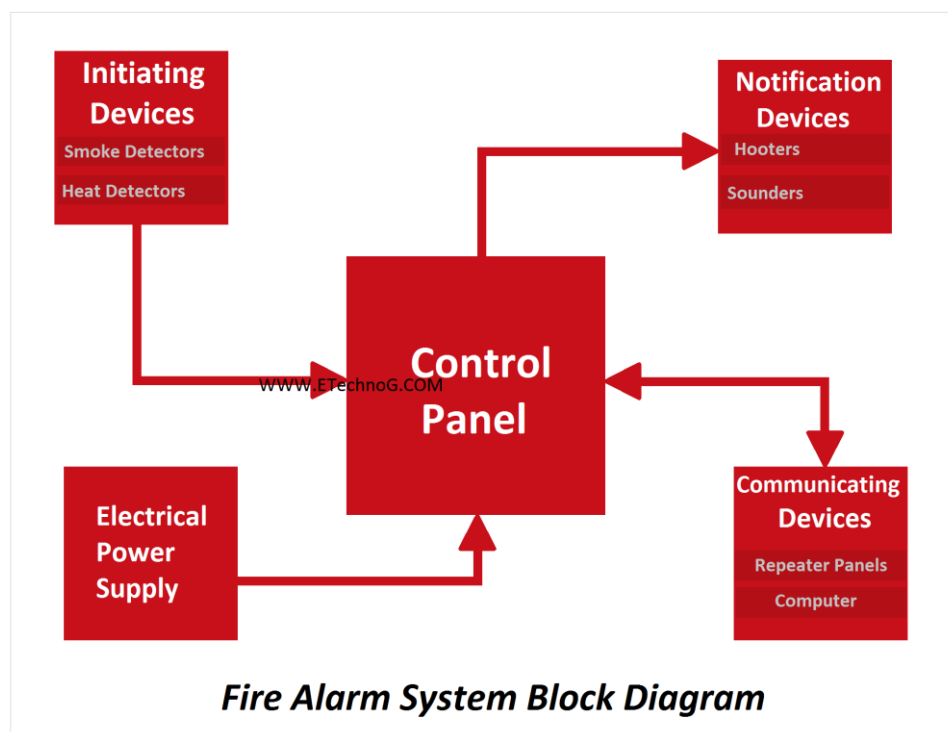 Initiating
Devices
Smoke Detectors
Heat Detectors
Notification
Devices
Hooters
Sounders
Control
Panel
WWW.ETechnoG.COM
Electrical
Power
Supply
Communicating
Devices
Repeater Panels
Computer
Fire Alarm System Block Diagram